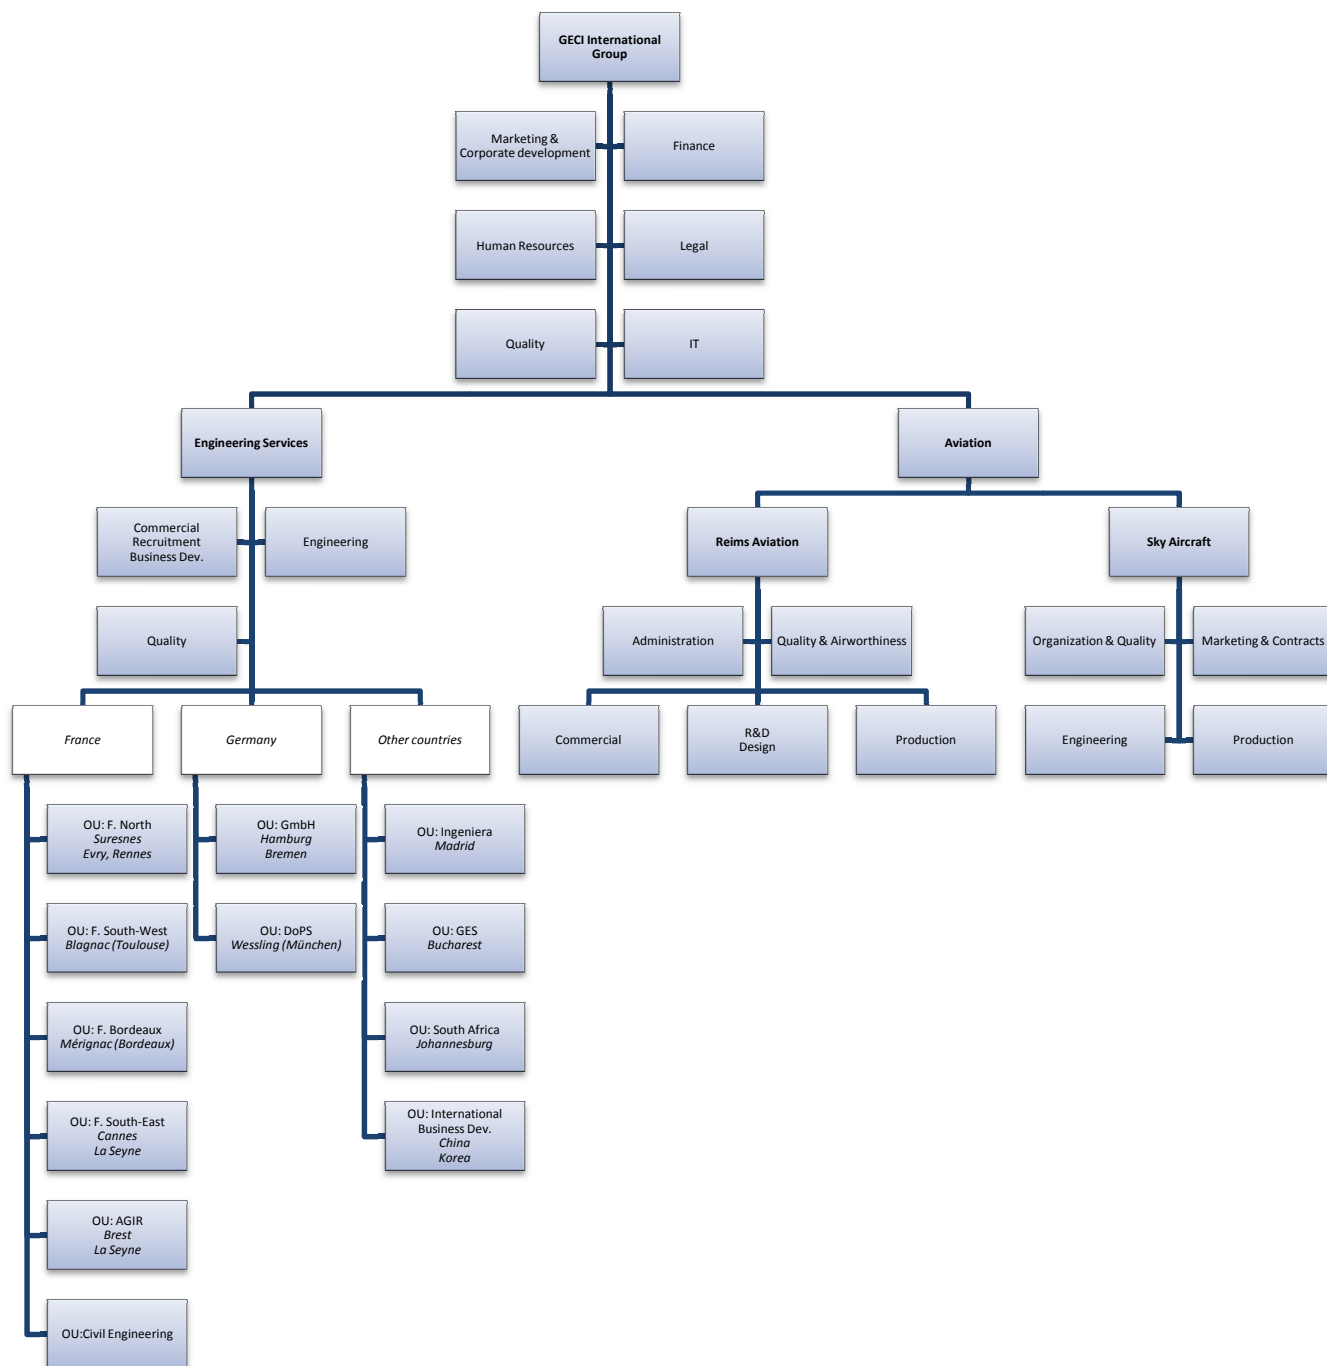 GECI International
Group
Marketing &
Corporate development
Finance
Human Resources
Legal
Quality
IT
Engineering Services
Aviation
Commercial
Recruitment
Business Dev.
Engineering
Quality
Reims Aviation
Sky Aircraft
Administration
Quality & Airworthiness
Organization & Quality
Marketing & Contracts
France
Germany
Other countries
Commercial
R&D
Design
Production
Engineering
Production
OU: F. North
Suresnes
Evry, Rennes
OU: GmbH
Hamburg
Bremen
OU: Ingeniera
Madrid
OU: F. South-West
Blagnac (Toulouse)
OU: DoPS
Wessling (München)
OU: GES
Bucharest
OU: F. Bordeaux
Mérignac (Bordeaux)
OU: South Africa
Johannesburg
OU: F. South-East
Cannes
La Seyne
OU: International
Business Dev.
China
Korea
OU: AGIR
Brest
La Seyne
OU:Civil Engineering